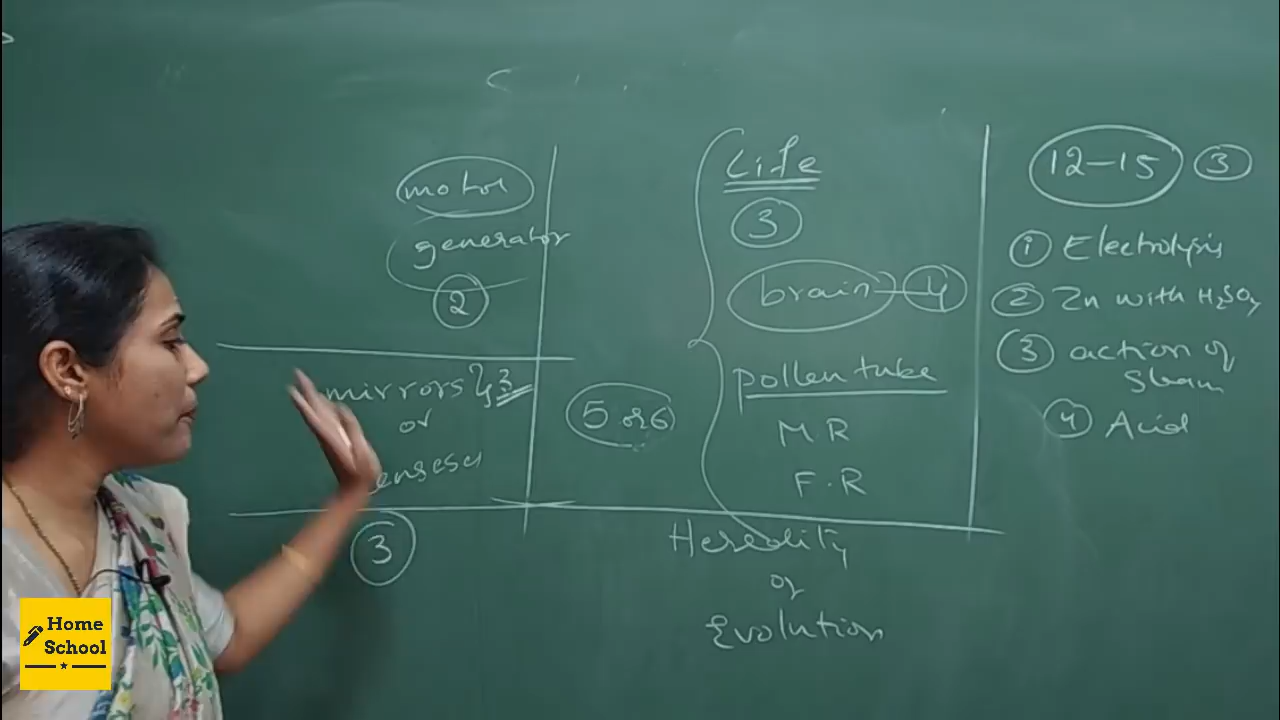 motor
generator
2
mirrors } 3
or
lenses
3
5 or 6
Life
3
brain 4
pollen tube
M R
F.R
Heredity
or
Evolution
12-15 3
1 Electrolysis
2 Zn with H₂SO₄
3 action of
steam
4 Acid
Home
School